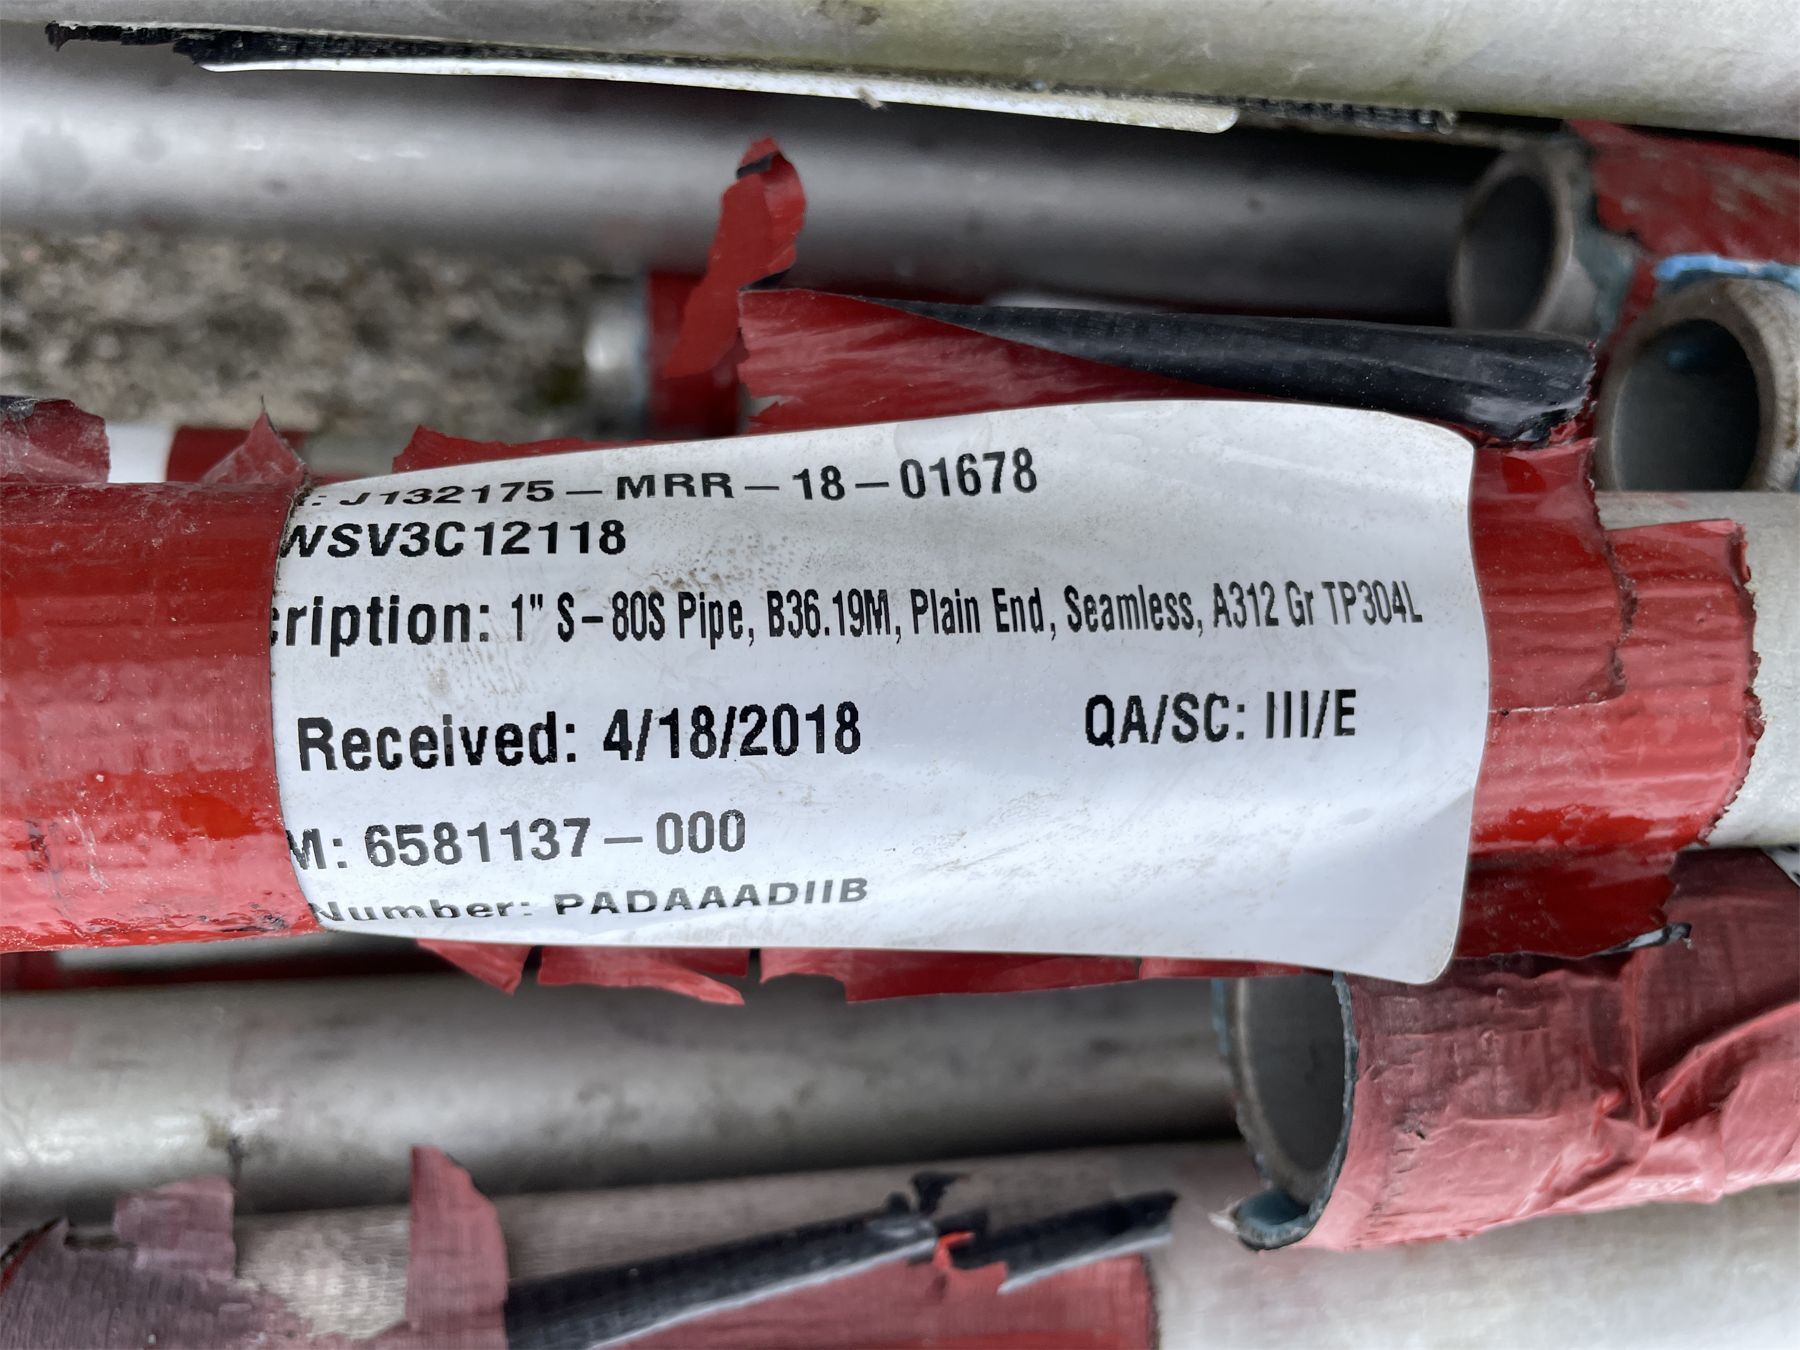 : J132175-MRR-18-01678
WSV3C12118
cription: 1" S-80S Pipe, B36.19M, Plain End, Seamless, A312 Gr TP304L
Received: 4/18/2018 QA/SC: III/E
M: 6581137-000
Number: PADAAADIIB